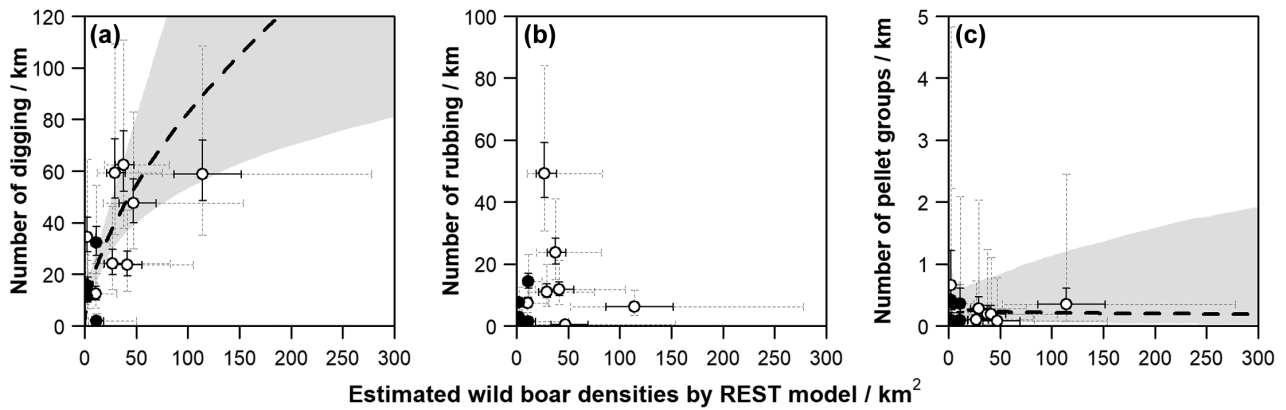 (a)
Number of digging / km
120
100
80
60
40
20
0
0 50 100 150 200 250 300
(b)
Number of rubbing / km
100
80
60
40
20
0
0 50 100 150 200 250 300
(c)
Number of pellet groups / km
5
4
3
2
1
0
0 50 100 150 200 250 300
Estimated wild boar densities by REST model / km²